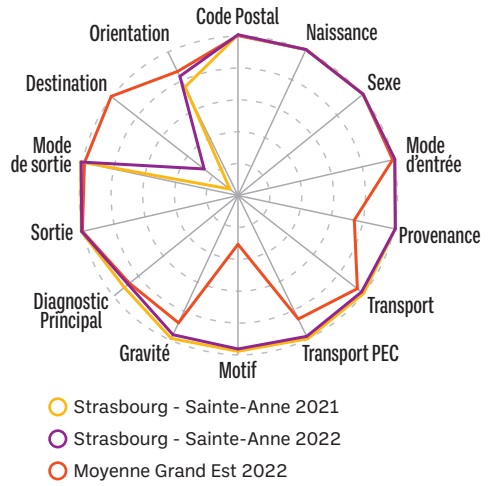 Code Postal
Naissance
Sexe
Mode
d'entrée
Provenance
Transport
Transport PEC
Motif
Gravité
Diagnostic
Principal
Sortie
Mode
de sortie
Destination
Orientation
Strasbourg - Sainte-Anne 2021
Strasbourg - Sainte-Anne 2022
Moyenne Grand Est 2022